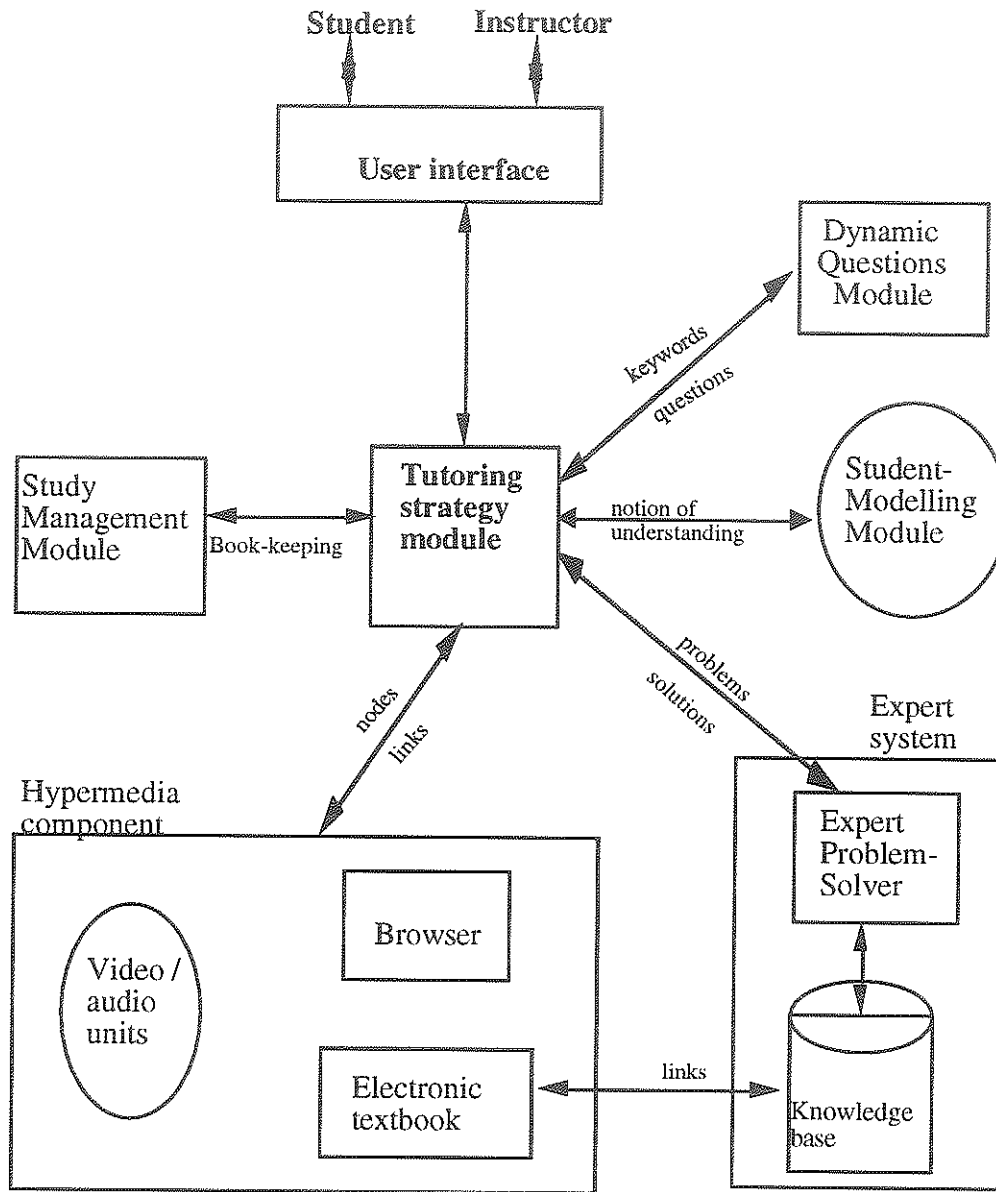 Student Instructor
User interface
Dynamic
Questions
Module
keywords
questions
Study
Management
Module
Book-keeping
Tutoring
strategy
module
notion of
understanding
Student-
Modelling
Module
nodes
links
problems
solutions
Expert
system
Hypermedia
component
Video /
audio
units
Browser
Electronic
textbook
links
Expert
Problem-
Solver
Knowledge
base